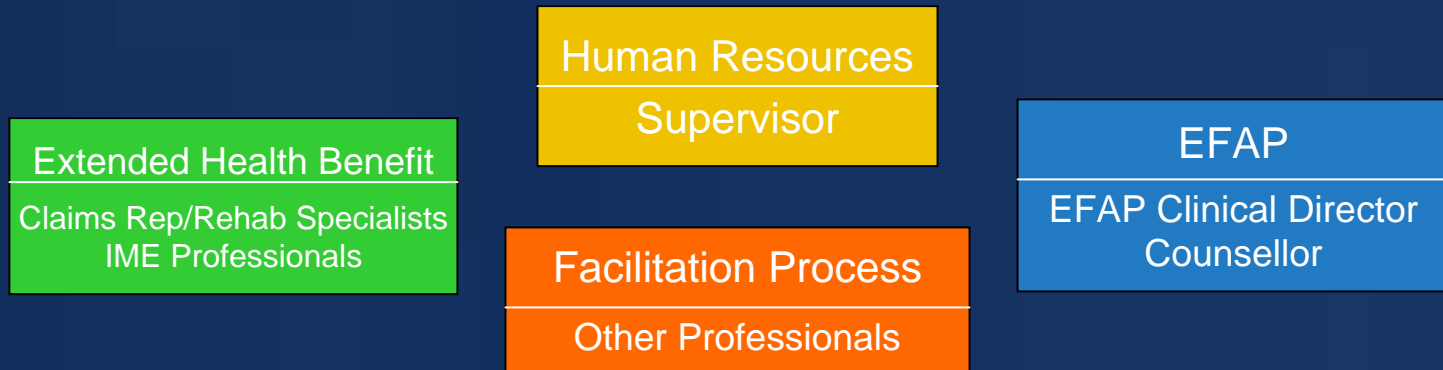 Human Resources
Supervisor
Extended Health Benefit
Claims Rep/Rehab Specialists
IME Professionals
EFAP
EFAP Clinical Director
Counsellor
Facilitation Process
Other Professionals